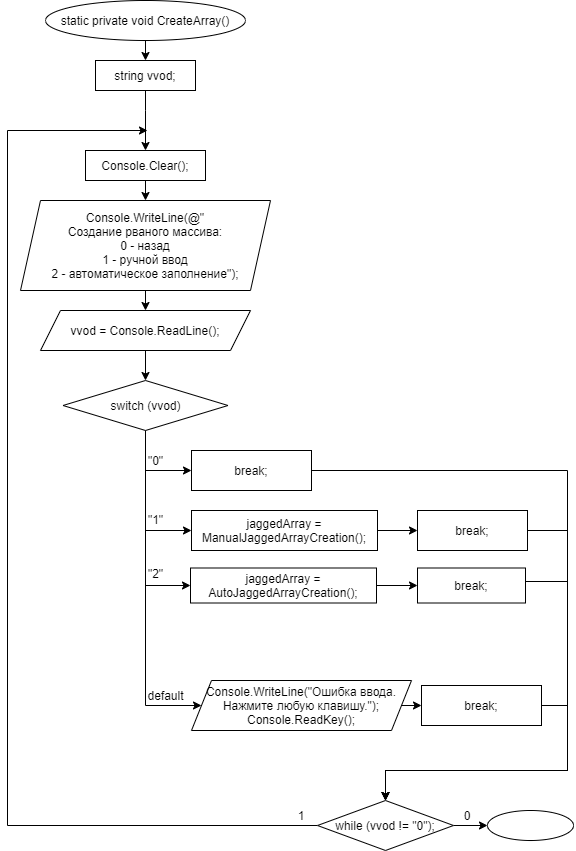 static private void CreateArray()
string vvod;
Console.Clear();
Console.WriteLine(@"
Создание рваного массива:
0 - назад
1 - ручной ввод
2 - автоматическое заполнение");
vvod = Console.ReadLine();
switch (vvod)
"0"
break;
"1"
jaggedArray =
ManualJaggedArrayCreation();
break;
"2"
jaggedArray =
AutoJaggedArrayCreation();
break;
default
Console.WriteLine("Ошибка ввода.
Нажмите любую клавишу.");
Console.ReadKey();
break;
1
while (vvod != "0");
0